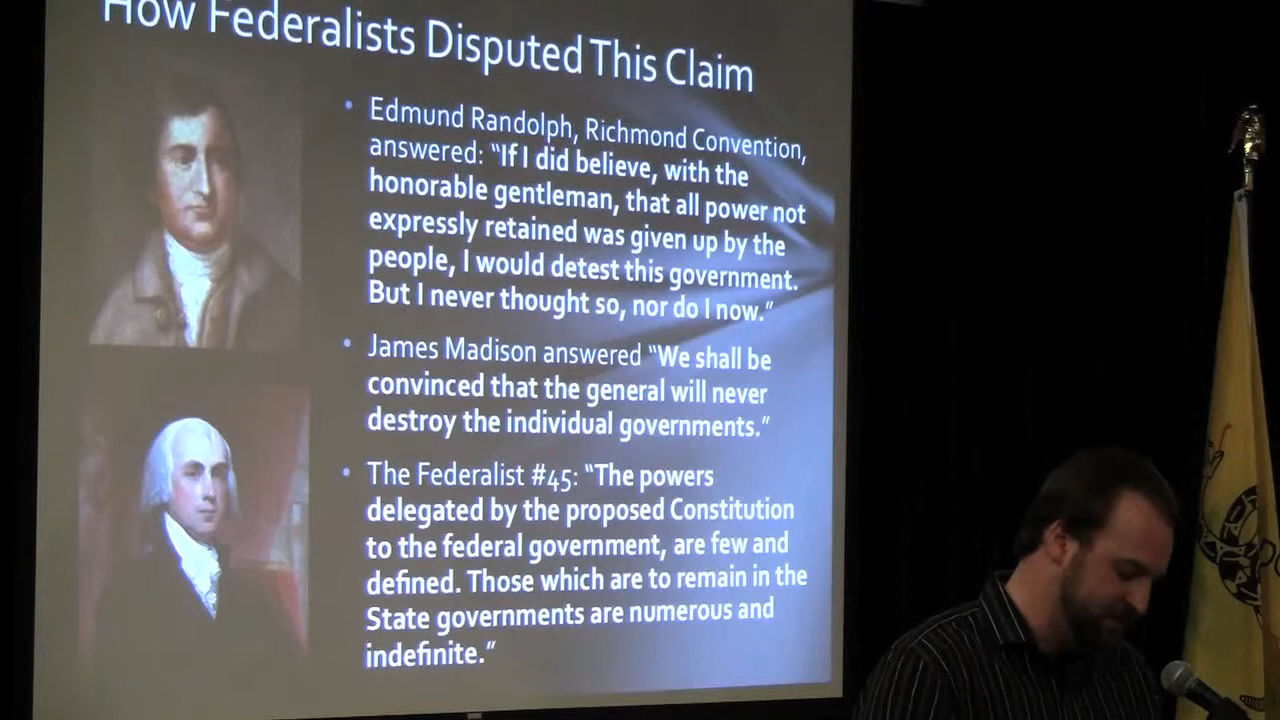 How Federalists Disputed This Claim
• Edmund Randolph, Richmond Convention,
answered: “If I did believe, with the
honorable gentleman, that all power not
expressly retained was given up by the
people, I would detest this government.
But I never thought so, nor do I now.”
• James Madison answered “We shall be
convinced that the general will never
destroy the individual governments.”
• The Federalist #45: “The powers
delegated by the proposed Constitution
to the federal government, are few and
defined. Those which are to remain in the
State governments are numerous and
indefinite.”